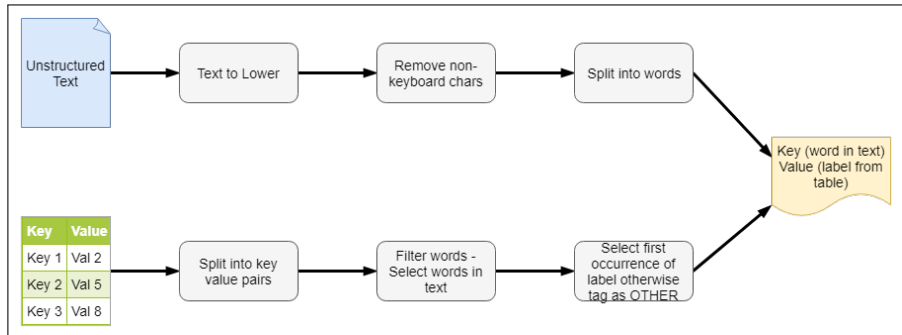 Unstructured
Text
Text to Lower
Remove non-
keyboard chars
Split into words
Key (word in text)
Value (label from
table)
Key Value
Key 1 Val 2
Key 2 Val 5
Key 3 Val 8
Split into key
value pairs
Filter words -
Select words in
text
Select first
occurrence of
label otherwise
tag as OTHER